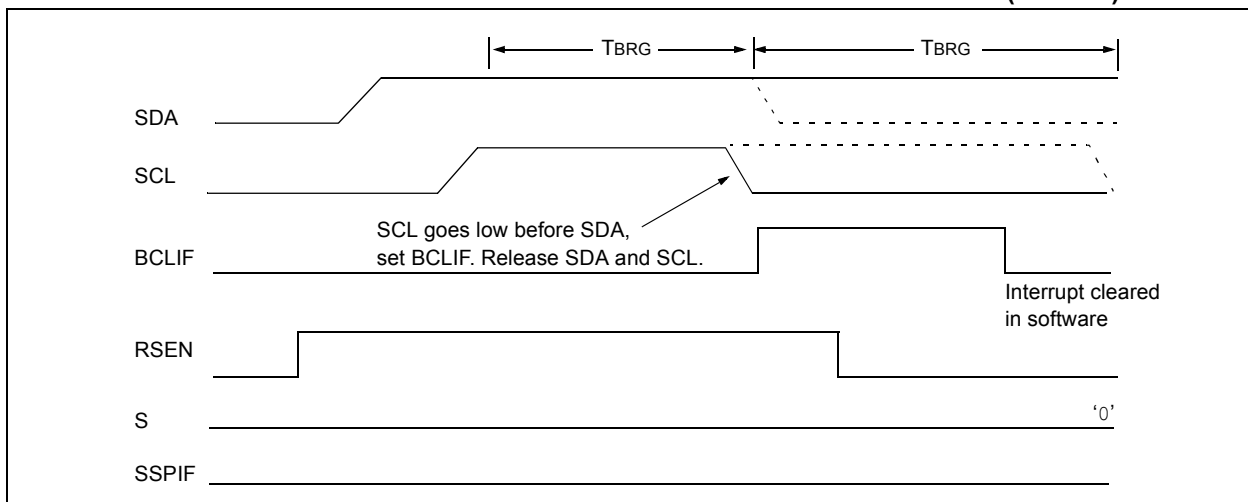 TBRG
TBRG
SDA
SCL
SCL goes low before SDA,
set BCLIF. Release SDA and SCL.
BCLIF
Interrupt cleared
in software
RSEN
S
‘0’
SSPIF